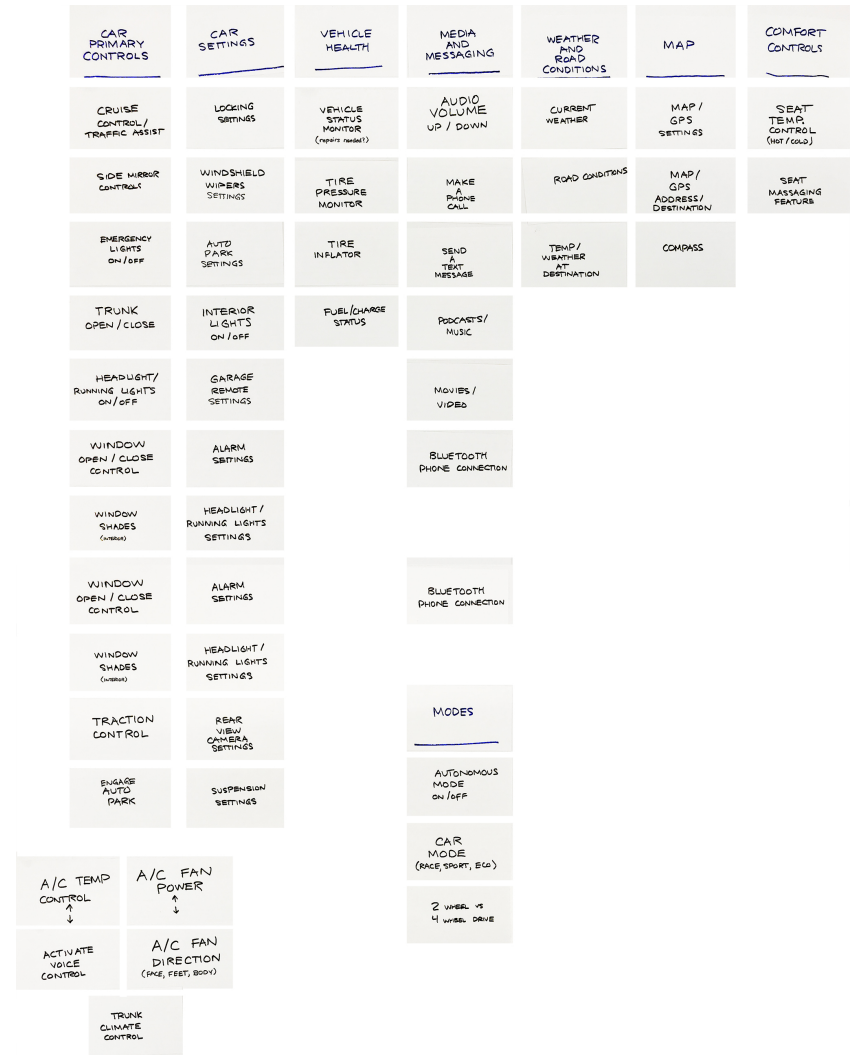 CAR
PRIMARY
CONTROLS
CRUISE
CONTROL/
TRAFFIC ASSIST
SIDE MIRROR
CONTROLS
EMERGENCY
LIGHTS
ON/OFF
TRUNK
OPEN/CLOSE
HEADLIGHT/
RUNNING LIGHTS
ON/OFF
WINDOW
OPEN/CLOSE
CONTROL
WINDOW
SHADES
(INTERIOR)
WINDOW
OPEN/CLOSE
CONTROL
WINDOW
SHADES
(INTERIOR)
TRACTION
CONTROL
ENGAGE
AUTO
PARK
CAR
SETTINGS
LOCKING
SETTINGS
WINDSHIELD
WIPERS
SETTINGS
AUTO
PARK
SETTINGS
INTERIOR
LIGHTS
ON/OFF
GARAGE
REMOTE
SETTINGS
ALARM
SETTINGS
HEADLIGHT/
RUNNING LIGHTS
SETTINGS
ALARM
SETTINGS
HEADLIGHT/
RUNNING LIGHTS
SETTINGS
REAR
VIEW
CAMERA
SETTINGS
SUSPENSION
SETTINGS
VEHICLE
HEALTH
VEHICLE
STATUS
MONITOR
(repairs needed?)
TIRE
PRESSURE
MONITOR
TIRE
INFLATOR
FUEL/CHARGE
STATUS
MEDIA
AND
MESSAGING
AUDIO
VOLUME
UP / DOWN
MAKE
A
PHONE
CALL
SEND
A
TEXT
MESSAGE
PODCASTS/
MUSIC
MOVIES/
VIDEO
BLUETOOTH
PHONE CONNECTION
BLUETOOTH
PHONE CONNECTION
MODES
AUTONOMOUS
MODE
ON/OFF
CAR
MODE
(RACE, SPORT, ECO)
2 WHEEL VS
4 WHEEL DRIVE
WEATHER
AND
ROAD
CONDITIONS
CURRENT
WEATHER
ROAD CONDITIONS
TEMP/
WEATHER
AT
DESTINATION
MAP
MAP/
GPS
SETTINGS
MAP/
GPS
ADDRESS/
DESTINATION
COMPASS
COMFORT
CONTROLS
SEAT
TEMP.
CONTROL
(HOT/COLD)
SEAT
MASSAGING
FEATURE
A/C TEMP
CONTROL
A/C FAN
POWER
ACTIVATE
VOICE
CONTROL
A/C FAN
DIRECTION
(FACE, FEET, BODY)
TRUNK
CLIMATE
CONTROL